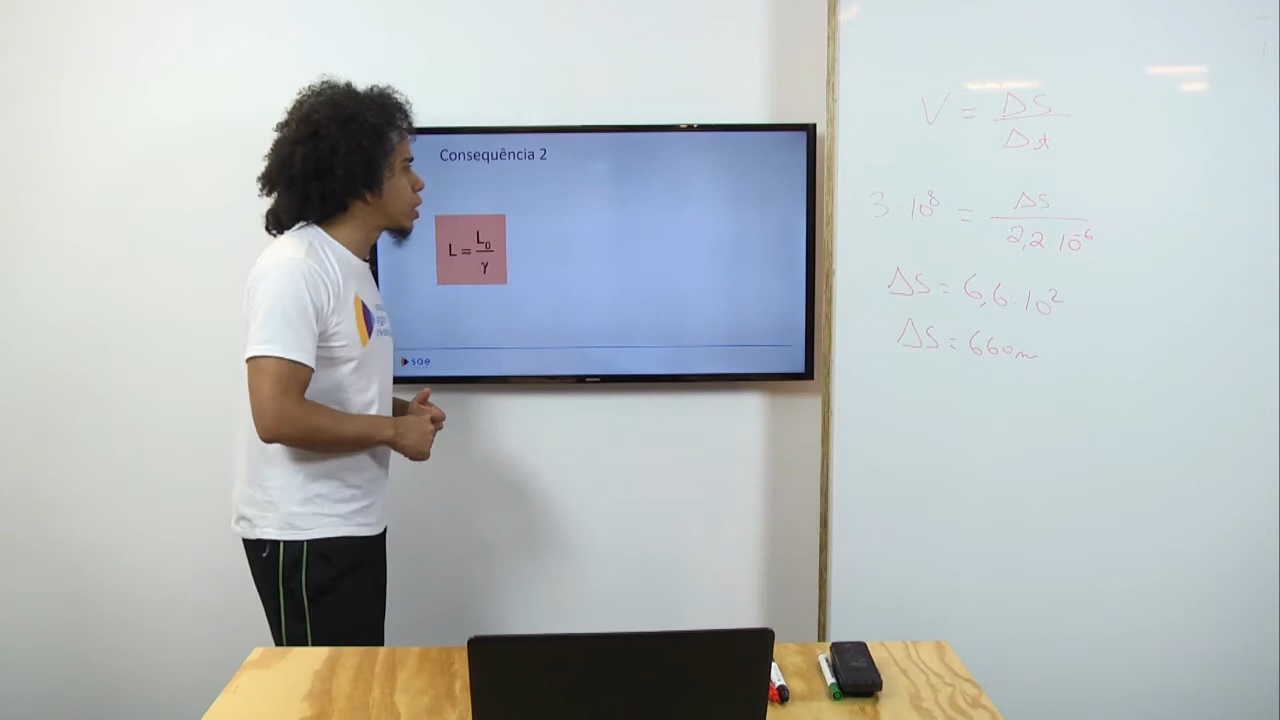 Consequência 2
L = L₀/γ
sae
V = ΔS/Δt
3·10⁸ = ΔS/2,2·10⁻⁶
ΔS = 6,6·10²
ΔS = 660m